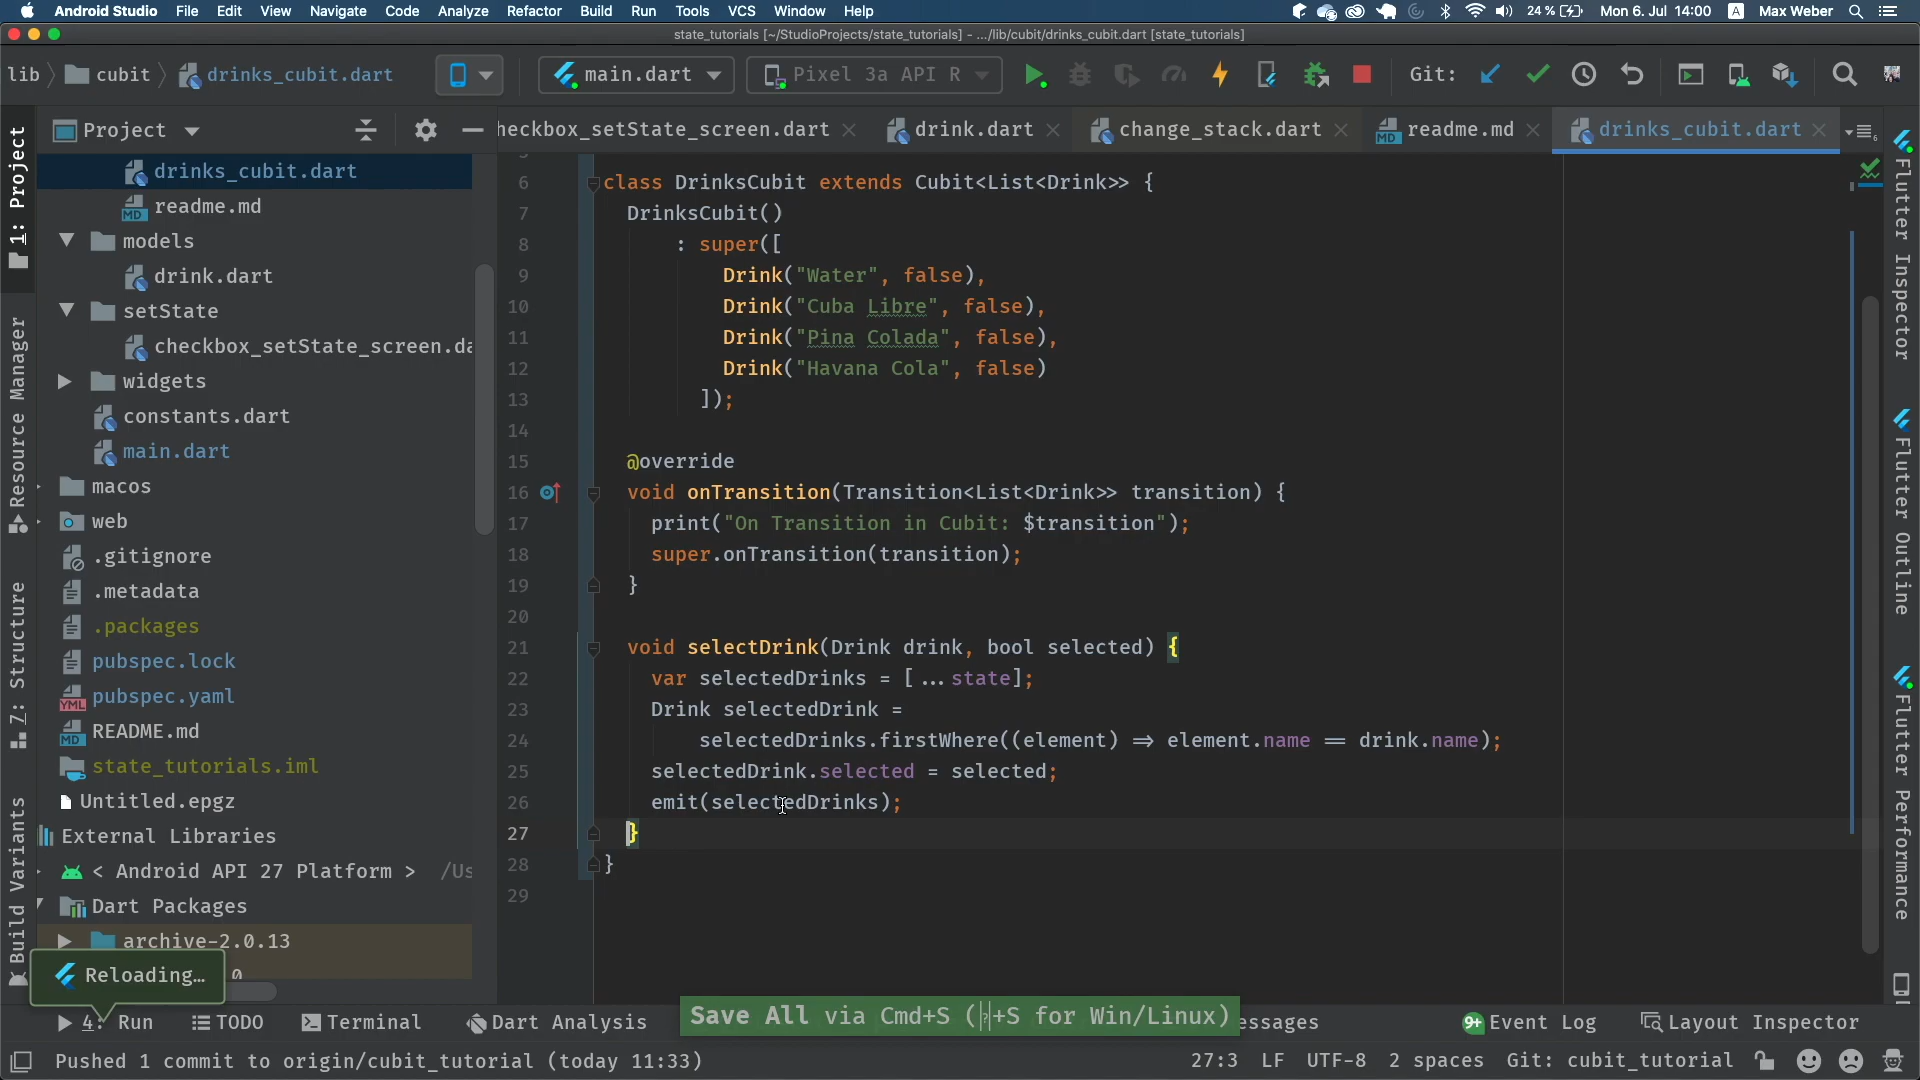 Android Studio File Edit View Navigate Code Analyze Refactor Build Run Tools VCS Window Help 24 % Mon 6. Jul 14:00 A Max Weber
state_tutorials [~/StudioProjects/state_tutorials] - .../lib/cubit/drinks_cubit.dart [state_tutorials]
lib cubit drinks_cubit.dart main.dart Pixel 3a API R Git:
Project heckbox_setState_screen.dart drink.dart change_stack.dart readme.md drinks_cubit.dart
1: Project
Resource Manager
7: Structure
Build Variants
drinks_cubit.dart
readme.md
models
drink.dart
setState
checkbox_setState_screen.da
widgets
constants.dart
main.dart
macos
web
.gitignore
.metadata
.packages
pubspec.lock
pubspec.yaml
README.md
state_tutorials.iml
Untitled.epgz
External Libraries
< Android API 27 Platform > /Us
Dart Packages
archive-2.0.13
Reloading…
6 class DrinksCubit extends Cubit<List<Drink>> {
7 DrinksCubit()
8 : super([
9 Drink("Water", false),
10 Drink("Cuba Libre", false),
11 Drink("Pina Colada", false),
12 Drink("Havana Cola", false)
13 ]);
14
15 @override
16 void onTransition(Transition<List<Drink>> transition) {
17 print("On Transition in Cubit: $transition");
18 super.onTransition(transition);
19 }
20
21 void selectDrink(Drink drink, bool selected) {
22 var selectedDrinks = [...state];
23 Drink selectedDrink =
24 selectedDrinks.firstWhere((element) => element.name == drink.name);
25 selectedDrink.selected = selected;
26 emit(selectedDrinks);
27 }
28 }
29
Flutter Inspector
Flutter Outline
Flutter Performance
4: Run TODO Terminal Dart Analysis essages 9+ Event Log Layout Inspector
Save All via Cmd+S (+S for Win/Linux)
Pushed 1 commit to origin/cubit_tutorial (today 11:33) 27:3 LF UTF-8 2 spaces Git: cubit_tutorial